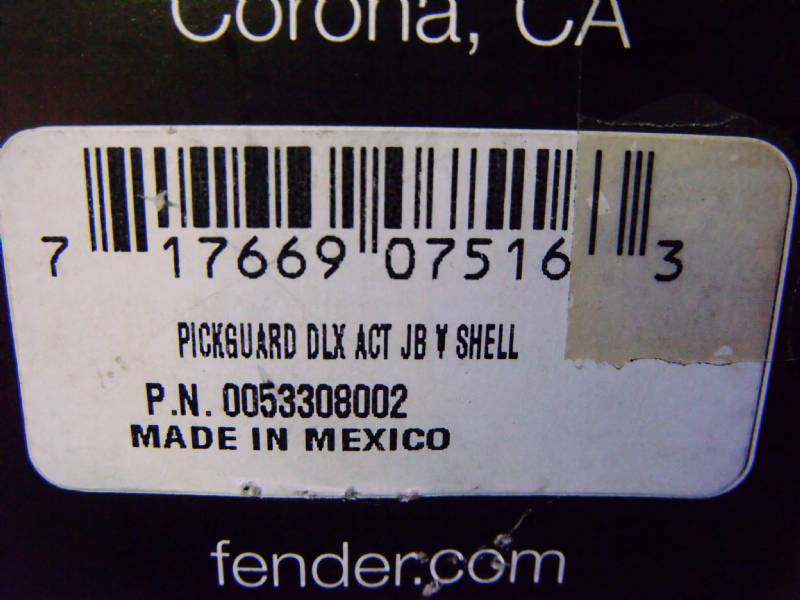 Corona, CA
7 17669 07516 3
PICKGUARD DLX ACT JB W SHELL
P.N. 0053308002
MADE IN MEXICO
fender.com